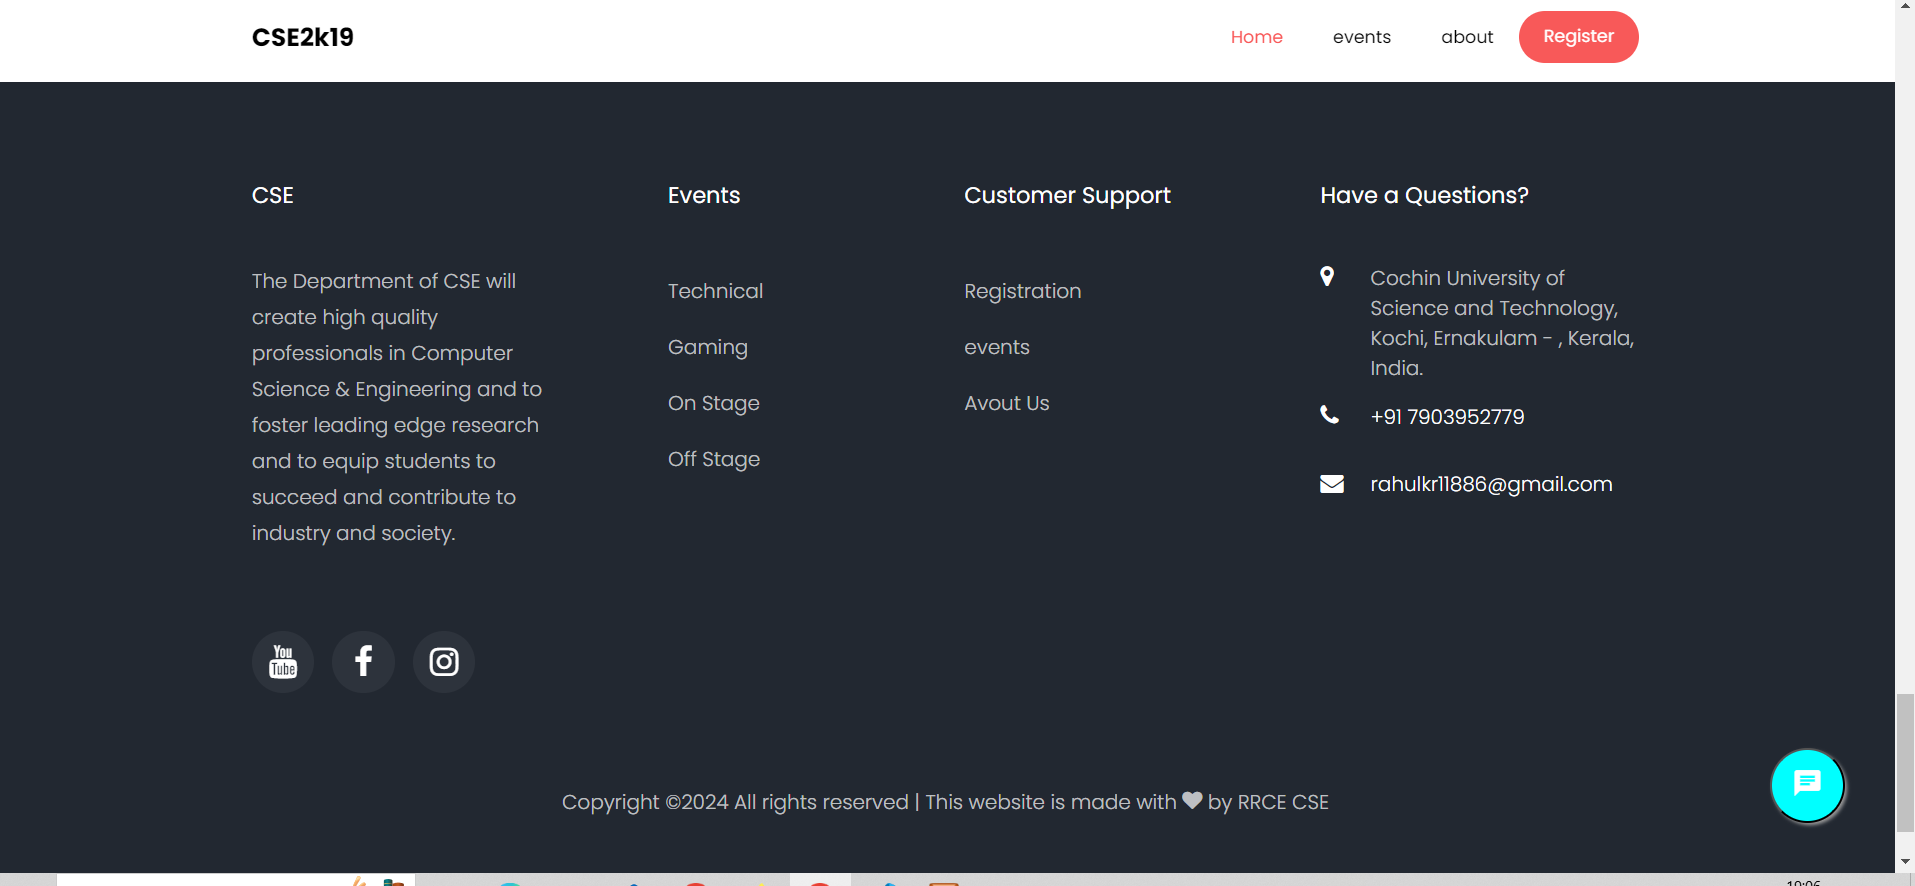 CSE2k19
Home events about Register
CSE
The Department of CSE will
create high quality
professionals in Computer
Science & Engineering and to
foster leading edge research
and to equip students to
succeed and contribute to
industry and society.
You
Tube
Events
Technical
Gaming
On Stage
Off Stage
Customer Support
Registration
events
Avout Us
Have a Questions?
Cochin University of
Science and Technology,
Kochi, Ernakulam - , Kerala,
India.
+91 7903952779
rahulkr11886@gmail.com
Copyright ©2024 All rights reserved | This website is made with ♥ by RRCE CSE